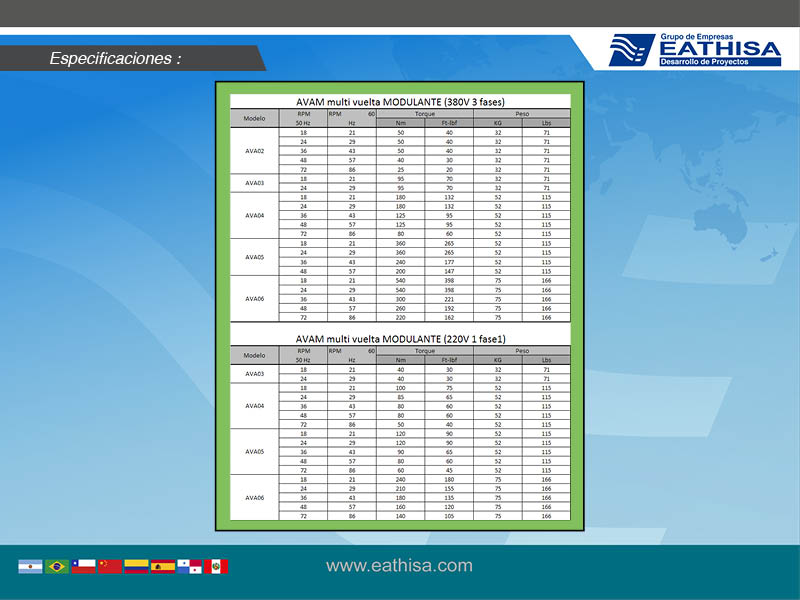 Especificaciones :
Grupo de Empresas
EATHISA
Desarrollo de Proyectos
AVAM multi vuelta MODULANTE (380V 3 fases)
Modelo RPM RPM 60 Torque Peso
50 Hz Hz Nm Ft-lbf KG Lbs
AVA02
18 21 50 40 32 71
24 29 50 40 32 71
36 43 50 40 32 71
48 57 40 30 32 71
72 86 25 20 32 71
AVA03
18 21 95 70 32 71
24 29 95 70 32 71
AVA04
18 21 180 132 52 115
24 29 180 132 52 115
36 43 125 95 52 115
48 57 125 95 52 115
72 86 80 60 52 115
AVA05
18 21 360 265 52 115
24 29 360 265 52 115
36 43 240 177 52 115
48 57 200 147 52 115
AVA06
18 21 540 398 75 166
24 29 540 398 75 166
36 43 300 221 75 166
48 57 260 192 75 166
72 86 220 162 75 166
AVAM multi vuelta MODULANTE (220V 1 fase1)
Modelo RPM RPM 60 Torque Peso
50 Hz Hz Nm Ft-lbf KG Lbs
AVA03
18 21 40 30 32 71
24 29 40 30 32 71
AVA04
18 21 100 75 52 115
24 29 85 65 52 115
36 43 80 60 52 115
48 57 80 60 52 115
72 86 50 40 52 115
AVA05
18 21 120 90 52 115
24 29 120 90 52 115
36 43 90 65 52 115
48 57 80 60 52 115
72 86 60 45 52 115
AVA06
18 21 240 180 75 166
24 29 210 155 75 166
36 43 180 135 75 166
48 57 160 120 75 166
72 86 140 105 75 166
www.eathisa.com